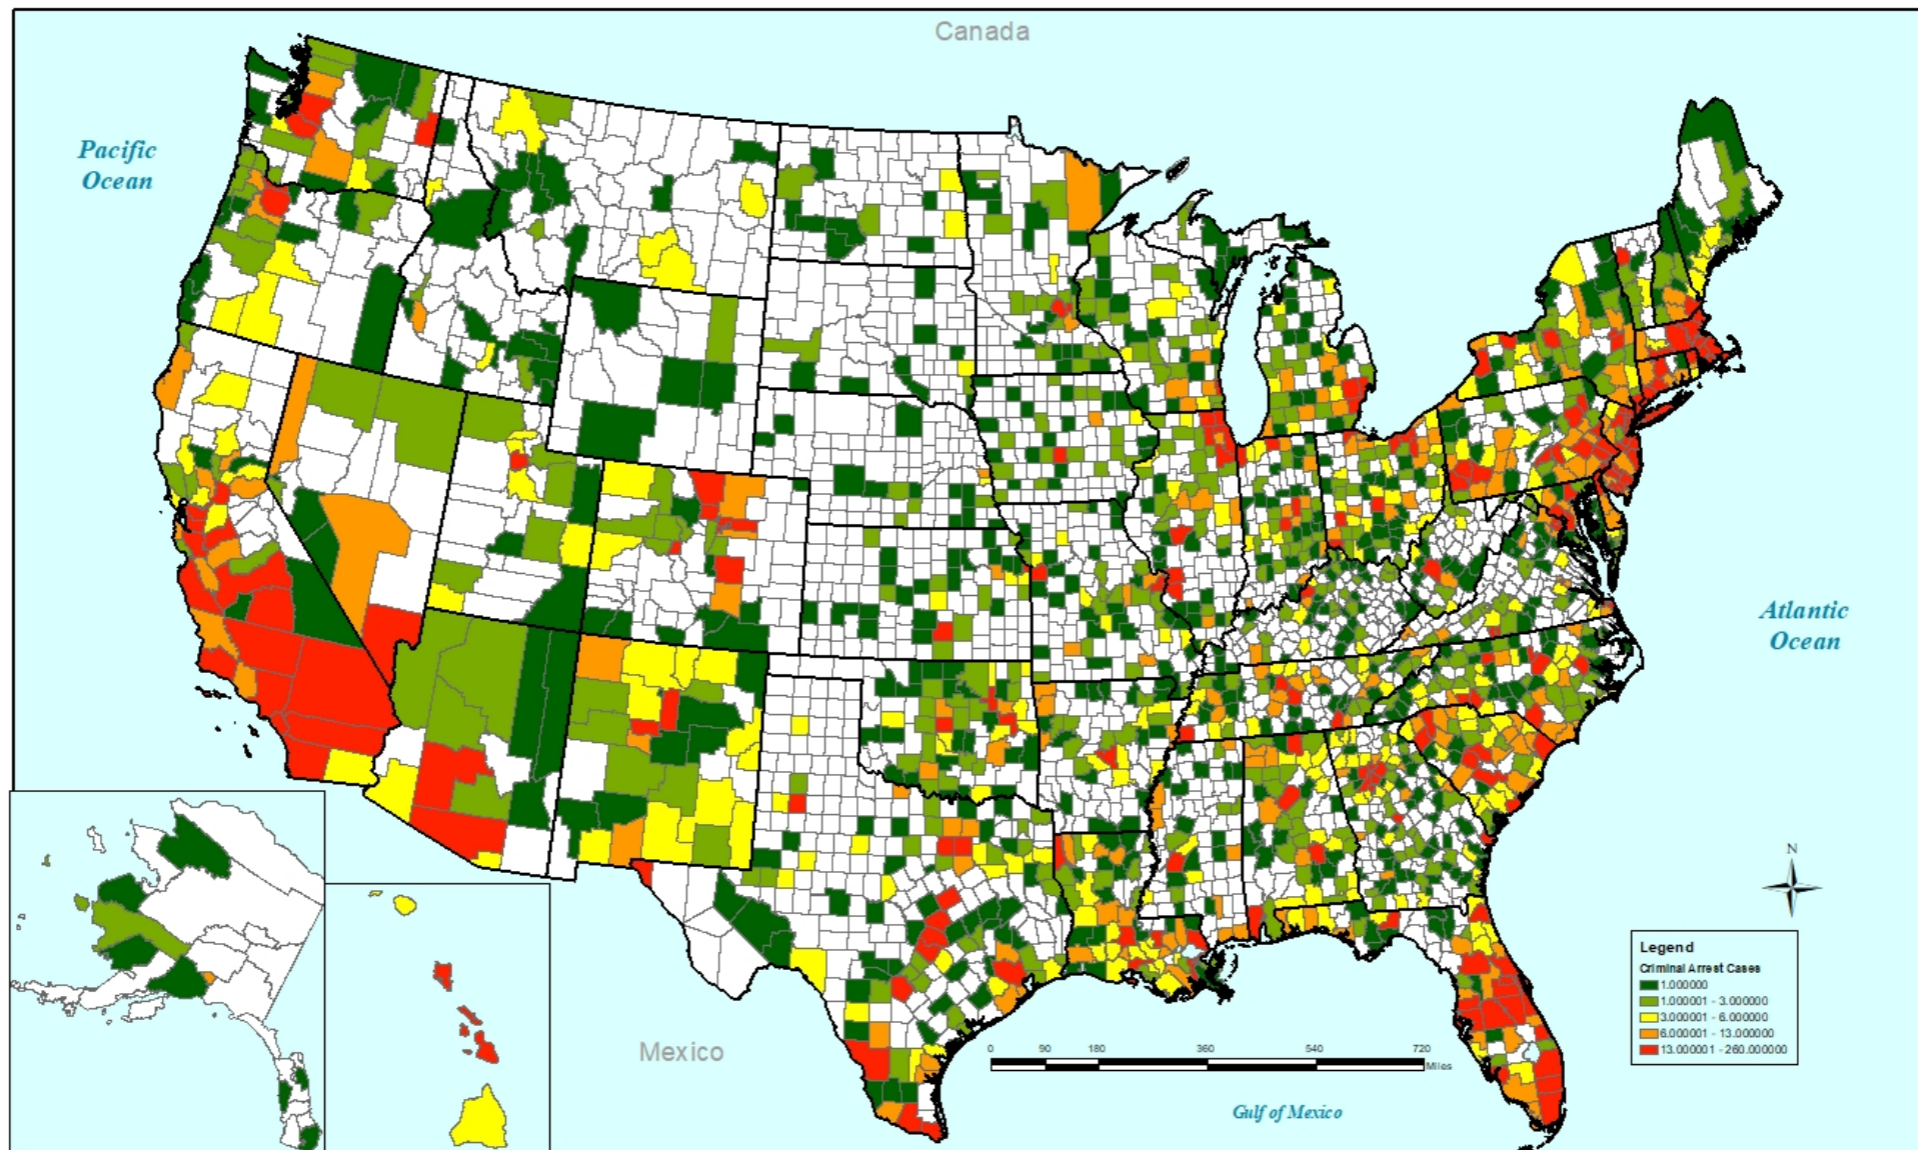 Canada
Pacific
Ocean
Atlantic
Ocean
N
Mexico
0 90 180 360 540 720
Miles
Gulf of Mexico
Legend
Criminal Arrest Cases
1.000000
1.000001 - 3.000000
3.000001 - 6.000000
6.000001 - 13.000000
13.000001 - 260.000000